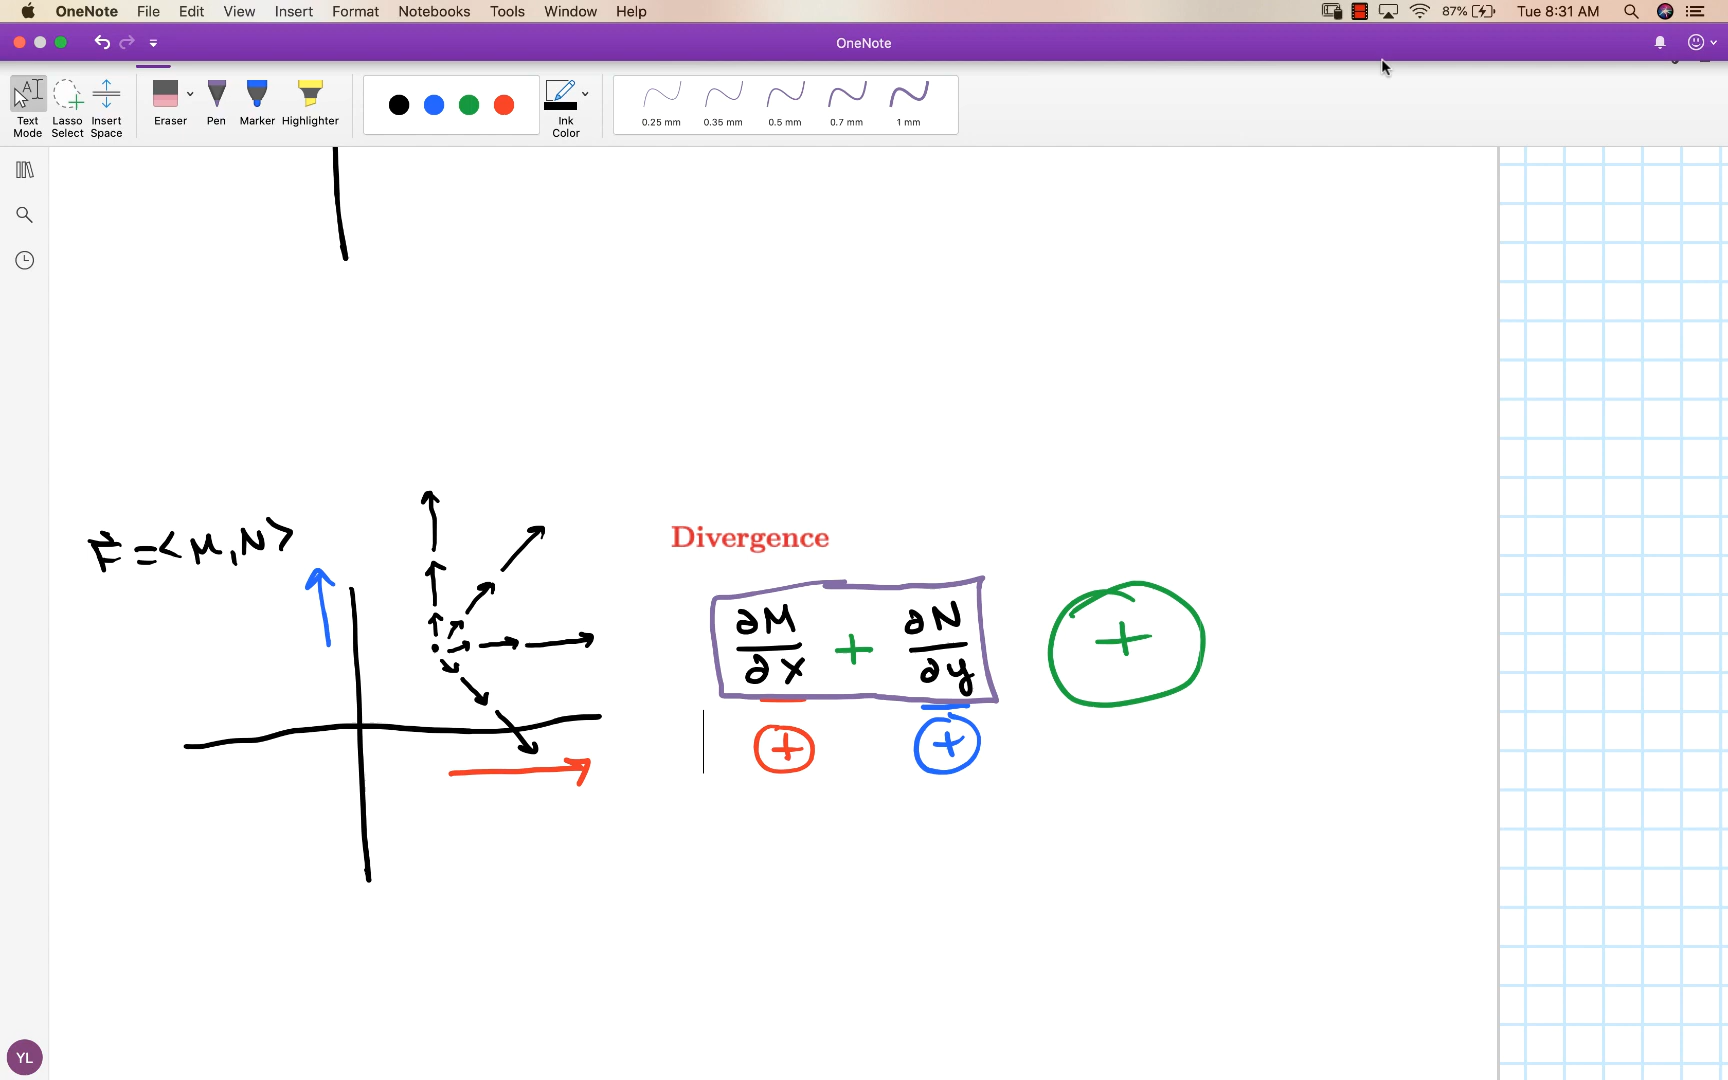 OneNote File Edit View Insert Format Notebooks Tools Window Help 87% Tue 8:31 AM
OneNote
Text Mode Lasso Select Insert Space Eraser Pen Marker Highlighter Ink Color 0.25 mm 0.35 mm 0.5 mm 0.7 mm 1 mm
F⃗ = <M, N>
Divergence
∂M/∂x + ∂N/∂y +
+ +
YL